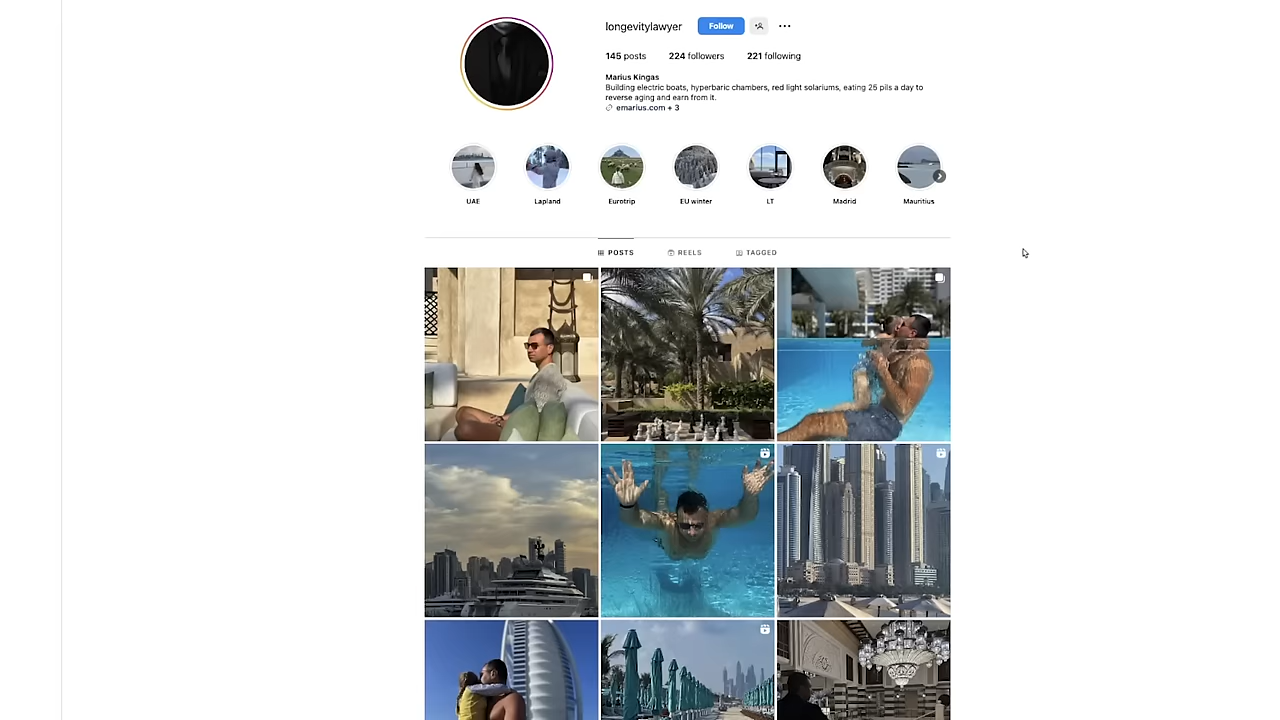 longevitylawyer Follow
145 posts 224 followers 221 following
Marius Kingas
Building electric boats, hyperbaric chambers, red light solariums, eating 25 pils a day to
reverse aging and earn from it.
emarius.com + 3
UAE Lapland Eurotrip EU winter LT Madrid Mauritius
POSTS REELS TAGGED